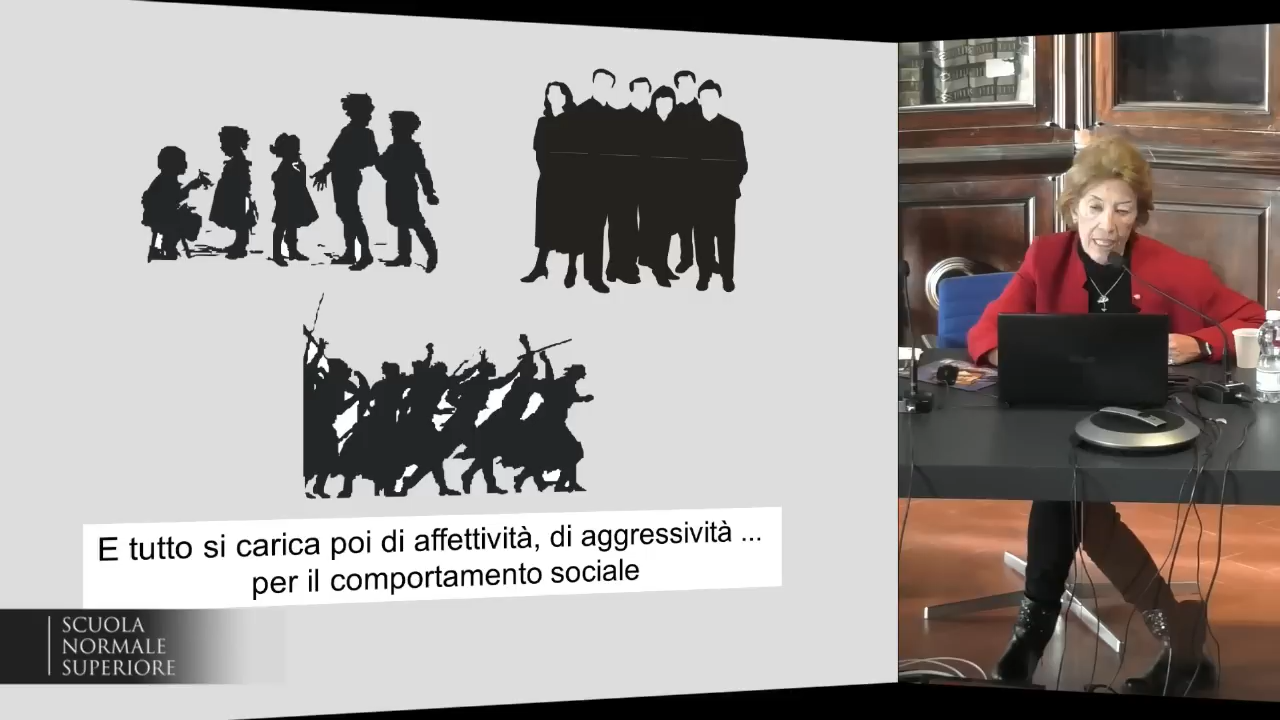 E tutto si carica poi di affettività, di aggressività ...
per il comportamento sociale
SCUOLA
NORMALE
SUPERIORE